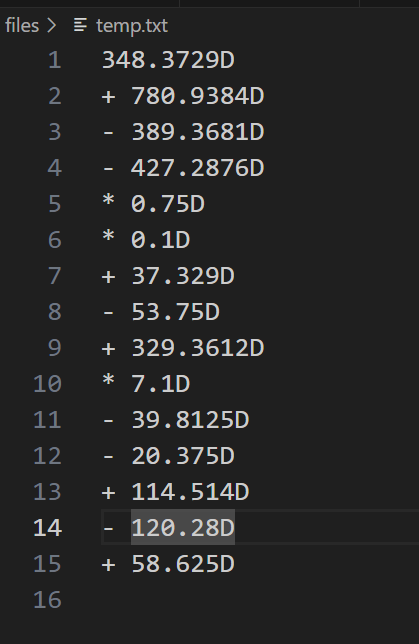 files > temp.txt
1 348.3729D
2 + 780.9384D
3 - 389.3681D
4 - 427.2876D
5 * 0.75D
6 * 0.1D
7 + 37.329D
8 - 53.75D
9 + 329.3612D
10 * 7.1D
11 - 39.8125D
12 - 20.375D
13 + 114.514D
14 - 120.28D
15 + 58.625D
16